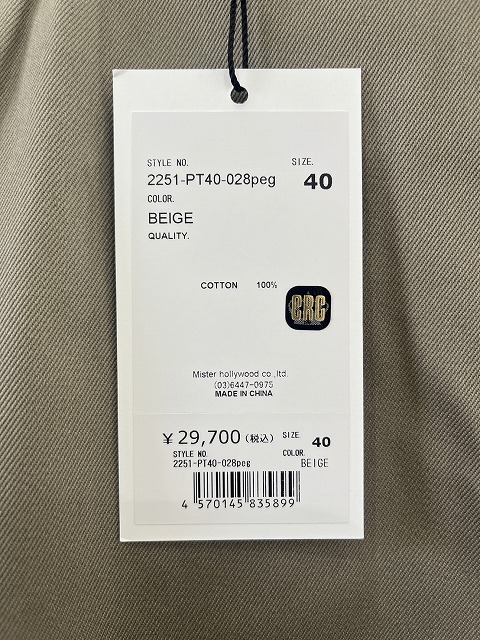 STYLE NO. SIZE.
2251-PT40-028peg 40
COLOR.
BEIGE
QUALITY.
COTTON 100%
CRG
Mister hollywood co.,ltd.
(03)6447-0975
MADE IN CHINA
¥29,700(税込) SIZE. 40
STYLE NO. COLOR.
2251-PT40-028peg BEIGE
4 570145 835899